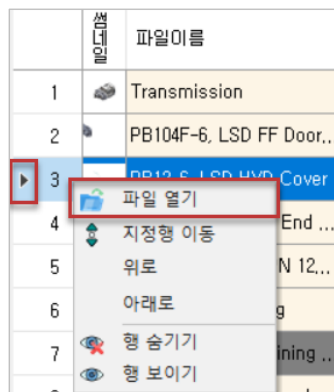 썸네일 파일이름
1 Transmission
2 PB104F-6, LSD FF Door...
3 Cover
파일 열기
4 End ...
지정행 이동
5 N 12,...
위로
6 g
아래로
7 ining ...
행 숨기기
행 보이기